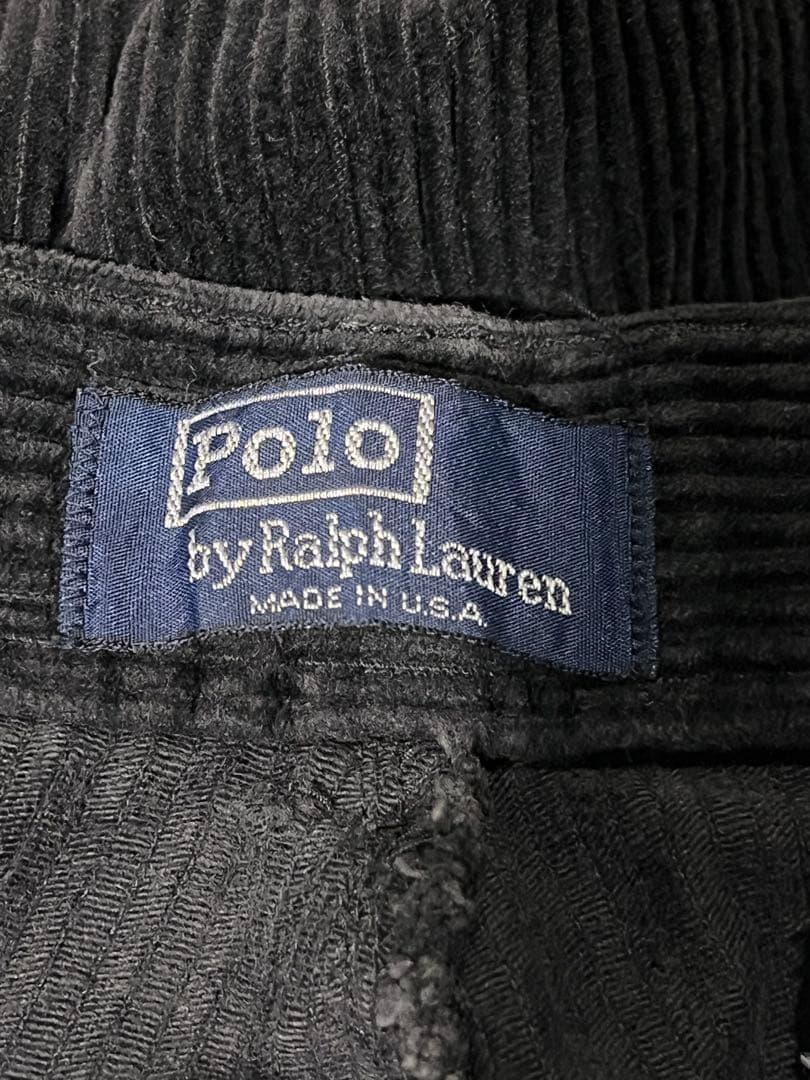 Polo
by Ralph Lauren
MADE IN U.S.A.